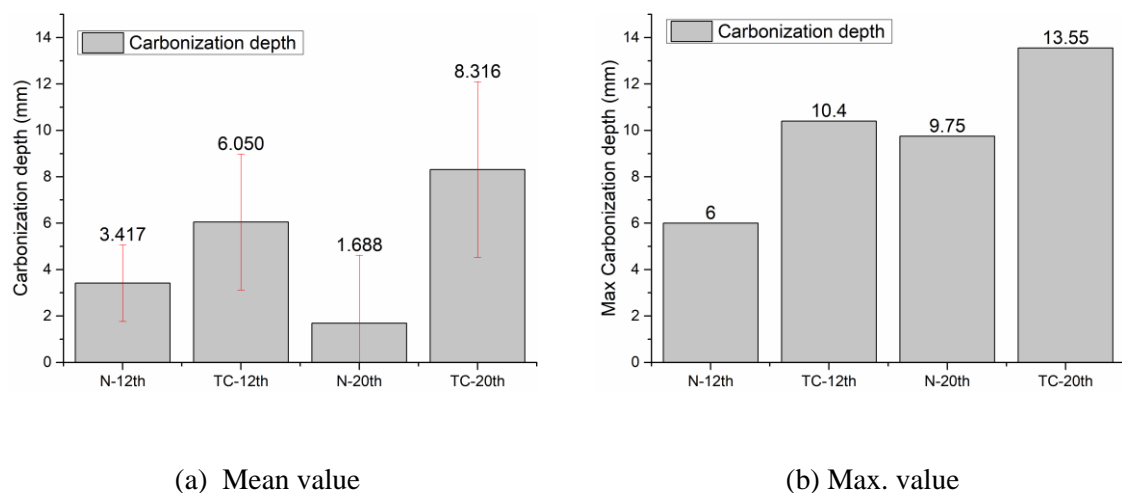 Carbonization depth
Carbonization depth (mm)
14
12
10
8
6
4
2
0
3.417
6.050
1.688
8.316
N-12th
TC-12th
N-20th
TC-20th
(a) Mean value
Carbonization depth
Max Carbonization depth (mm)
14
12
10
8
6
4
2
0
6
10.4
9.75
13.55
N-12th
TC-12th
N-20th
TC-20th
(b) Max. value